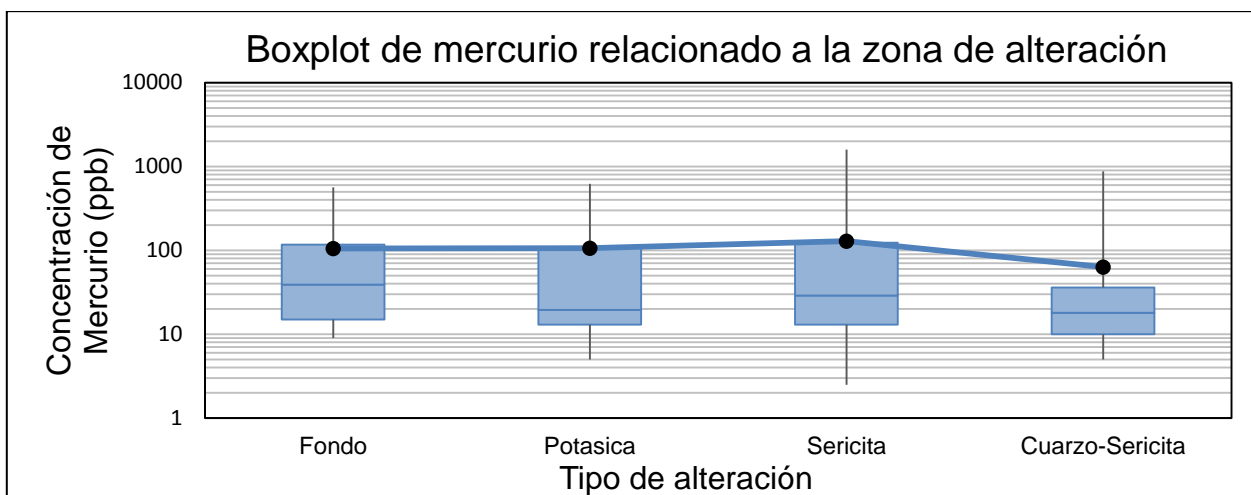 Boxplot de mercurio relacionado a la zona de alteración
Concentración de
Mercurio (ppb)
10000
1000
100
10
1
Fondo
Potasica
Sericita
Cuarzo-Sericita
Tipo de alteración